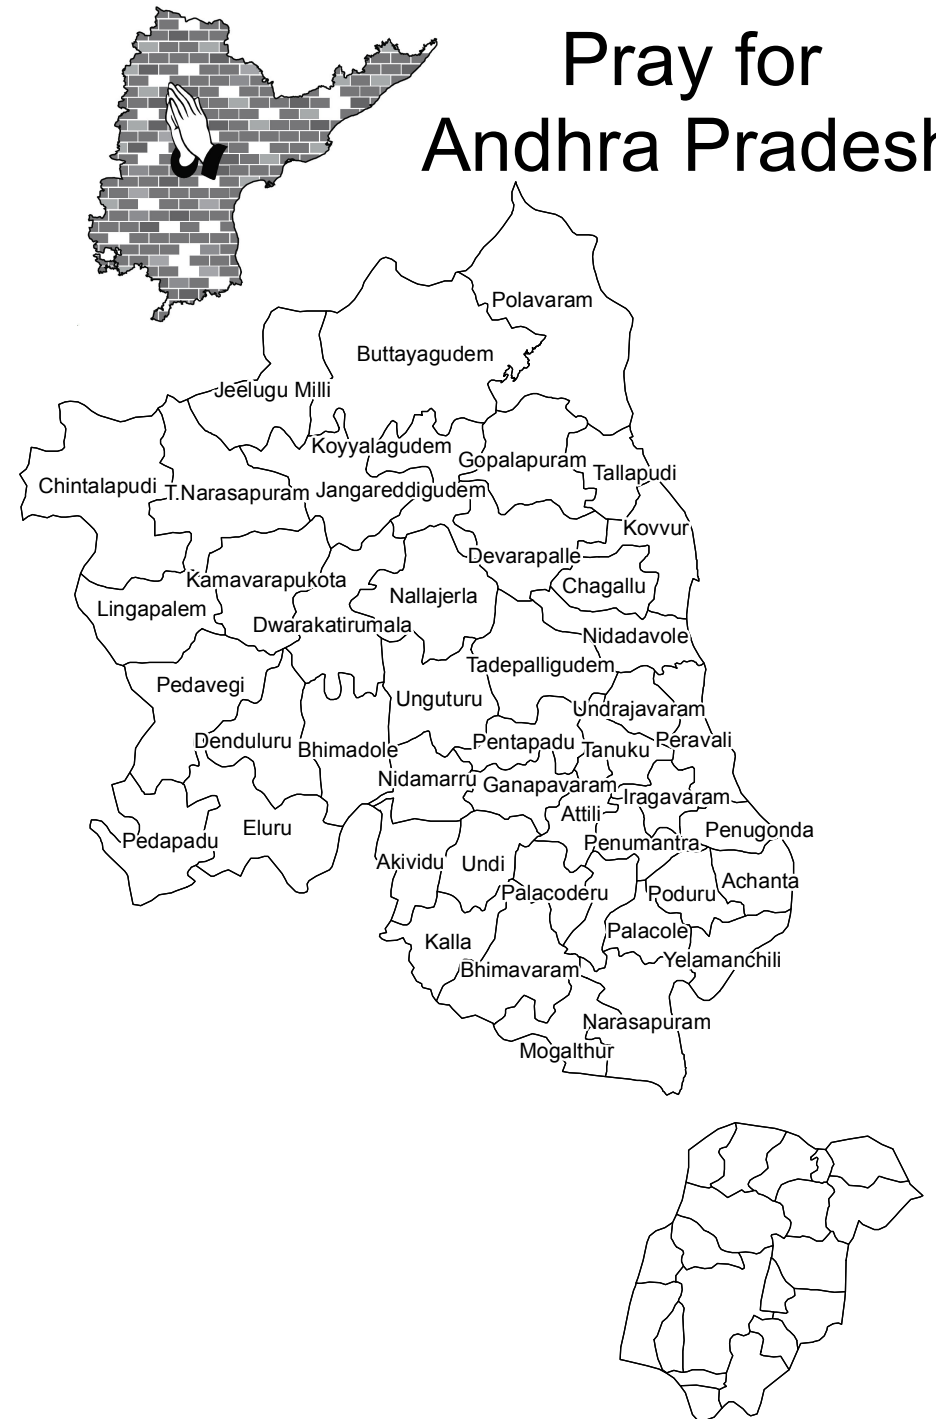 Pray for
Andhra Pradesh
Polavaram
Buttayagudem
Jeelugu Milli
Koyyalagudem
Gopalapuram
Tallapudi
Chintalapudi
T.Narasapuram
Jangareddigudem
Kovvur
Devarapalle
Kamavarapukota
Chagallu
Nallajerla
Lingapalem
Dwarakatirumala
Nidadavole
Tadepalligudem
Pedavegi
Unguturu
Undrajavaram
Denduluru
Bhimadole
Pentapadu
Tanuku
Peravali
Nidamarru
Ganapavaram
Iragavaram
Attili
Eluru
Pedapadu
Penumantra
Penugonda
Akividu
Undi
Palacoderu
Poduru
Achanta
Palacole
Kalla
Yelamanchili
Bhimavaram
Narasapuram
Mogalthur